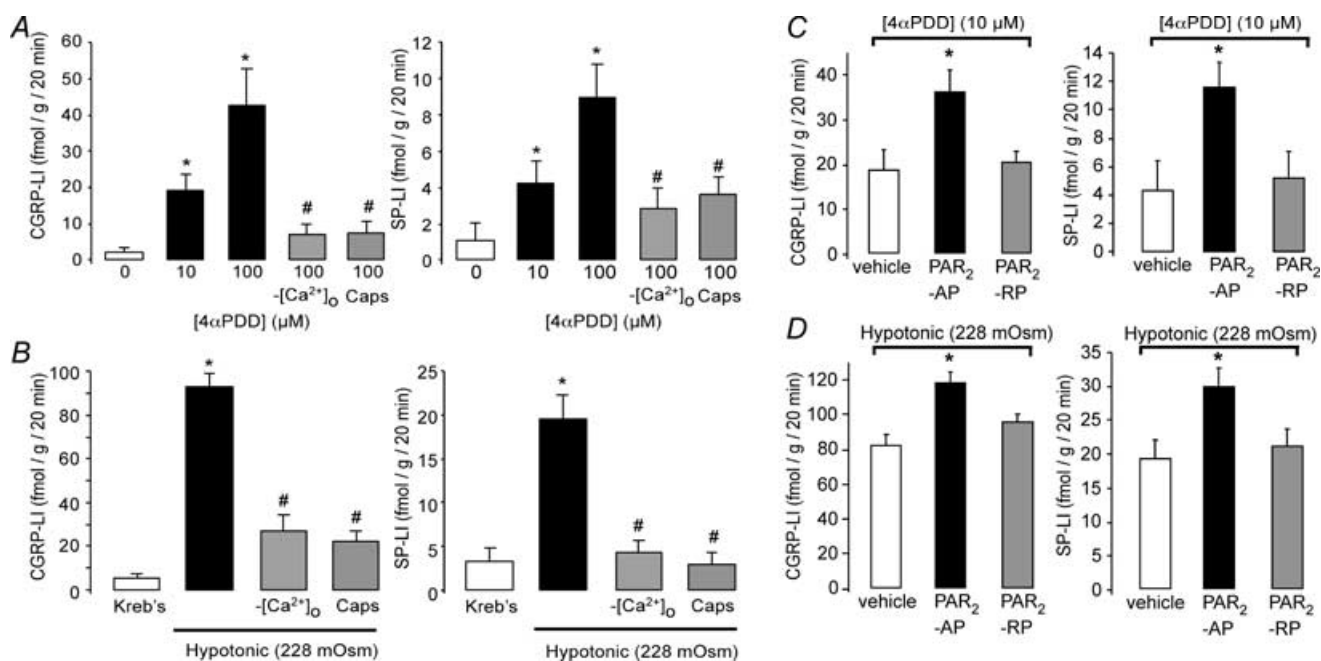 A
CGRP-LI (fmol / g / 20 min)
60
50
40
30
20
10
0
*
*
#
#
0 10 100 100 100
-[Ca²⁺]O Caps
[4αPDD] (µM)
SP-LI (fmol / g / 20 min)
12
10
8
6
4
2
0
*
*
#
#
0 10 100 100 100
-[Ca²⁺]O Caps
[4αPDD] (µM)
B
CGRP-LI (fmol / g / 20 min)
100
80
60
40
20
0
*
#
#
Kreb's -[Ca²⁺]O Caps
Hypotonic (228 mOsm)
SP-LI (fmol / g / 20 min)
25
20
15
10
5
0
*
#
#
Kreb's -[Ca²⁺]O Caps
Hypotonic (228 mOsm)
C
[4αPDD] (10 µM)
CGRP-LI (fmol / g / 20 min)
40
30
20
10
0
*
vehicle PAR₂ PAR₂
-AP -RP
[4αPDD] (10 µM)
SP-LI (fmol / g / 20 min)
14
12
10
8
6
4
2
0
*
vehicle PAR₂ PAR₂
-AP -RP
D
Hypotonic (228 mOsm)
CGRP-LI (fmol / g / 20 min)
120
100
80
60
40
20
0
*
vehicle PAR₂ PAR₂
-AP -RP
Hypotonic (228 mOsm)
SP-LI (fmol / g / 20 min)
35
30
25
20
15
10
5
0
*
vehicle PAR₂ PAR₂
-AP -RP